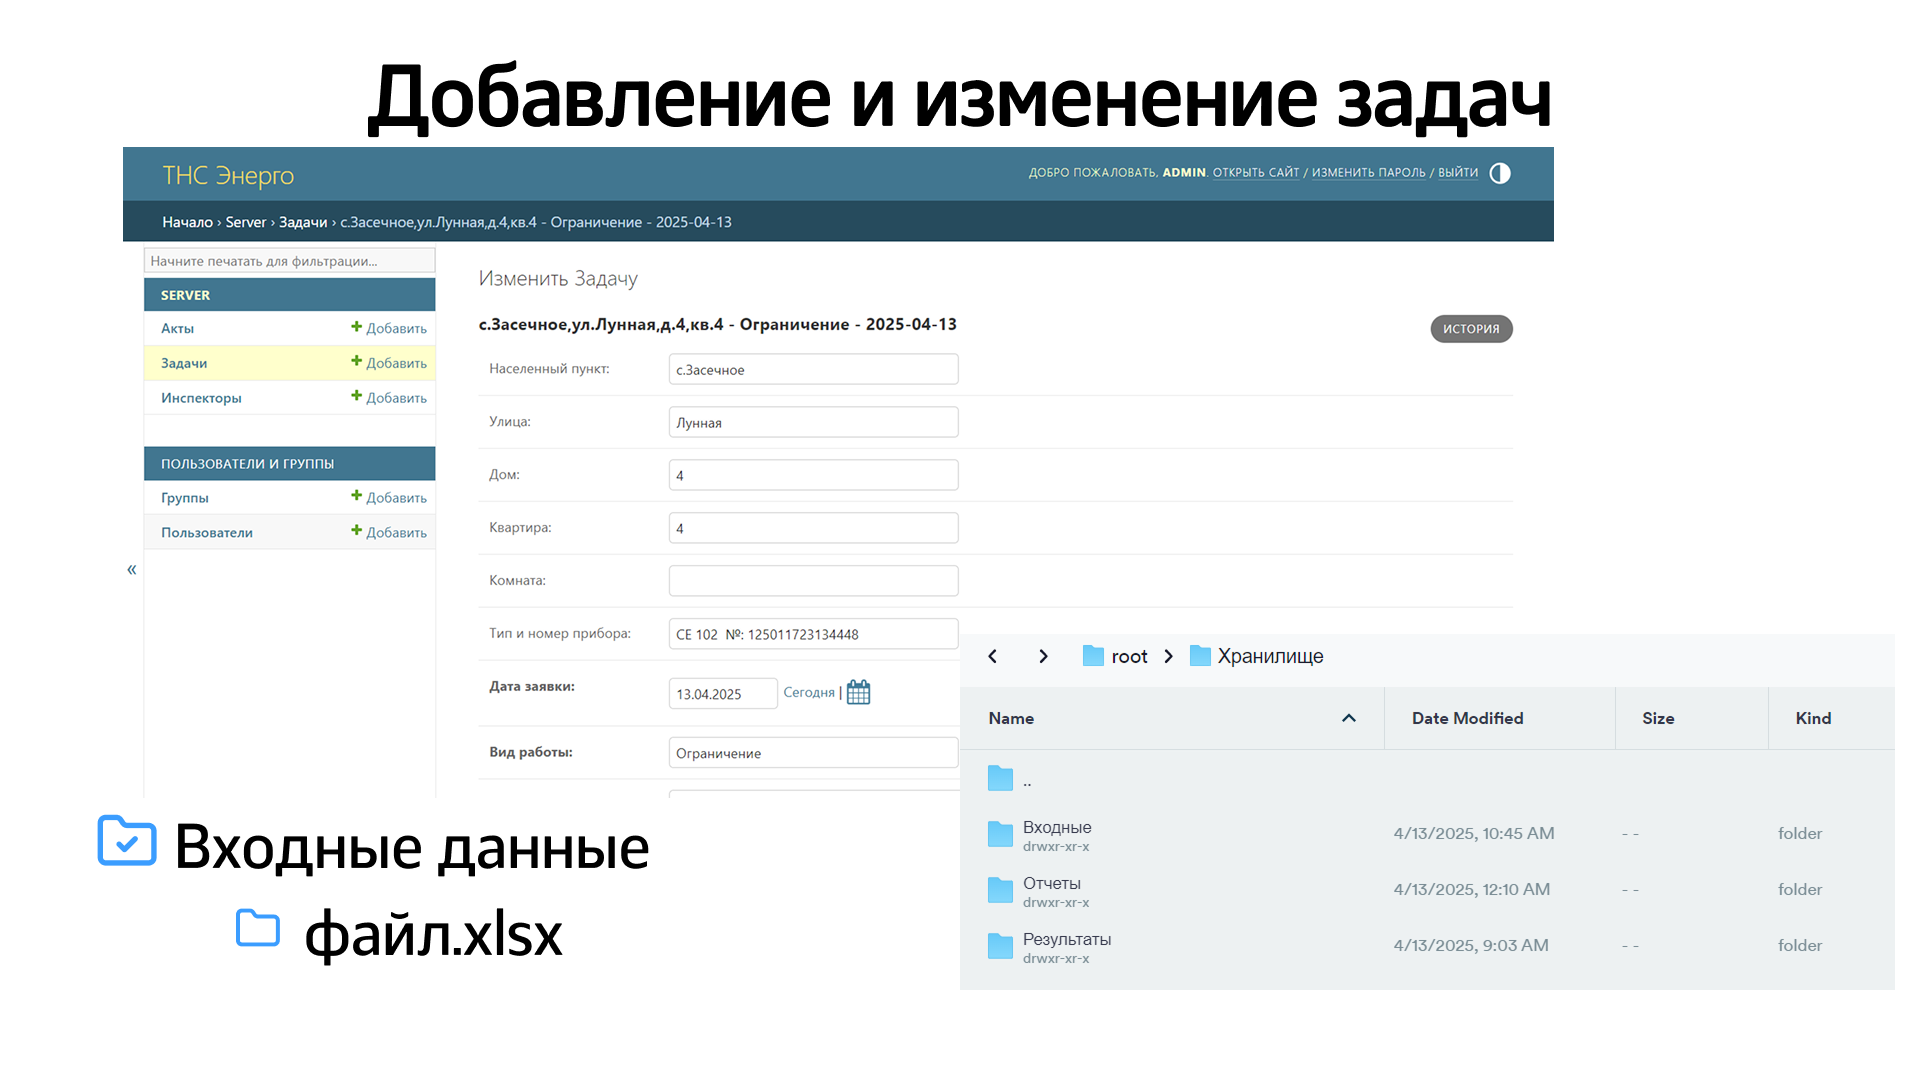 Добавление и изменение задач
ТНС Энерго
ДОБРО ПОЖАЛОВАТЬ, ADMIN. ОТКРЫТЬ САЙТ / ИЗМЕНИТЬ ПАРОЛЬ / ВЫЙТИ
Начало › Server › Задачи › с.Засечное,ул.Лунная,д.4,кв.4 - Ограничение - 2025-04-13
Начните печатать для фильтрации...
SERVER
Акты Добавить
Задачи Добавить
Инспекторы Добавить
ПОЛЬЗОВАТЕЛИ И ГРУППЫ
Группы Добавить
Пользователи Добавить
«
Изменить Задачу
с.Засечное,ул.Лунная,д.4,кв.4 - Ограничение - 2025-04-13
ИСТОРИЯ
Населенный пункт: с.Засечное
Улица: Лунная
Дом: 4
Квартира: 4
Комната:
Тип и номер прибора: СЕ 102  №: 125011723134448
Дата заявки: 13.04.2025 Сегодня |
Вид работы: Ограничение
root Хранилище
Name Date Modified Size Kind
..
Входные 4/13/2025, 10:45 AM - - folder
drwxr-xr-x
Отчеты 4/13/2025, 12:10 AM - - folder
drwxr-xr-x
Результаты 4/13/2025, 9:03 AM - - folder
drwxr-xr-x
Входные данные
файл.xlsx